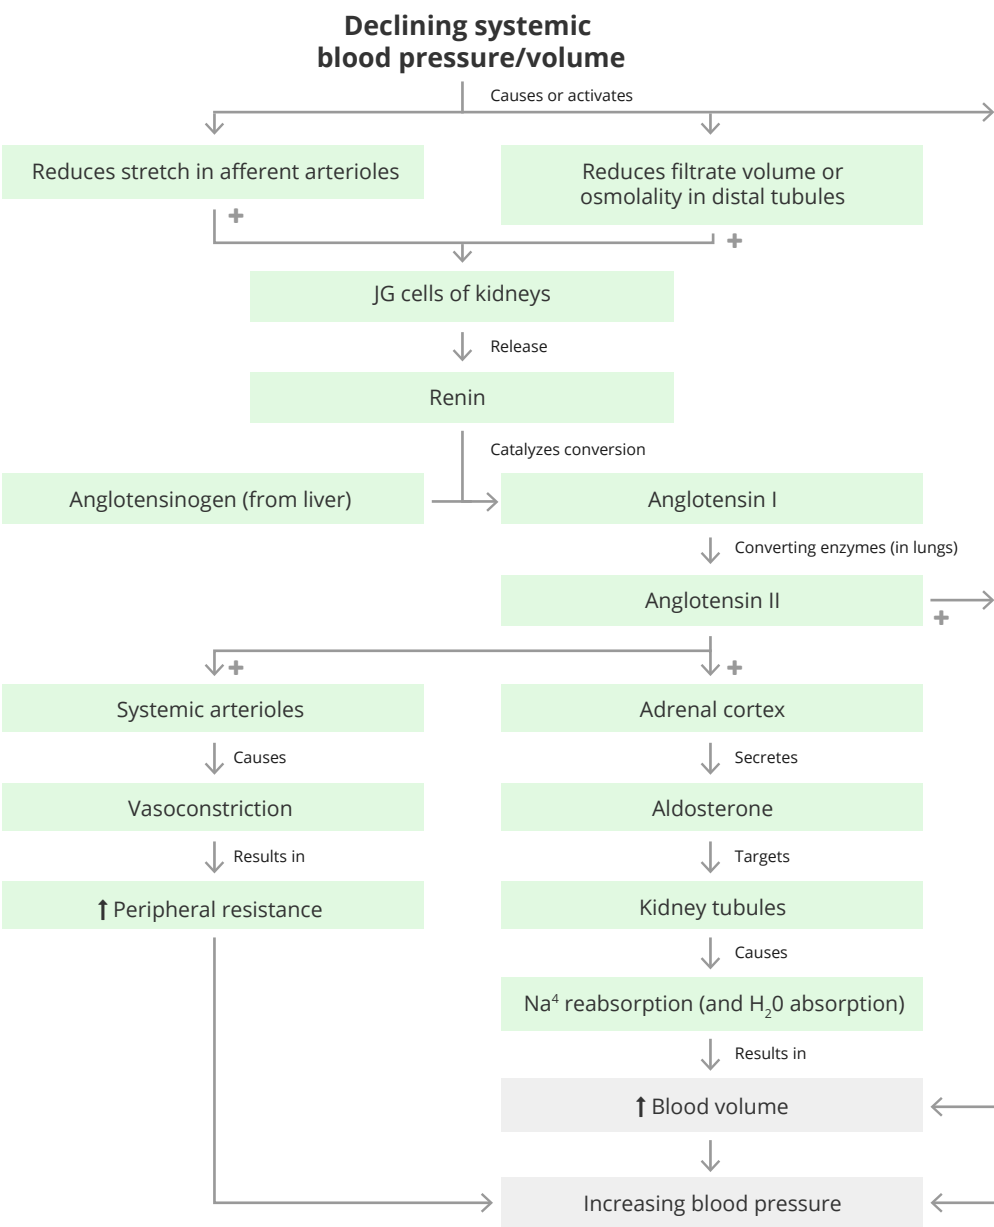 Declining systemic
blood pressure/volume
Causes or activates
Reduces stretch in afferent arterioles
Reduces filtrate volume or
osmolality in distal tubules
+
+
JG cells of kidneys
Release
Renin
Catalyzes conversion
Anglotensinogen (from liver)
Anglotensin I
Converting enzymes (in lungs)
Anglotensin II
+
+
+
Systemic arterioles
Adrenal cortex
Causes
Secretes
Vasoconstriction
Aldosterone
Results in
Targets
↑ Peripheral resistance
Kidney tubules
Causes
Na⁴ reabsorption (and H₂0 absorption)
Results in
↑ Blood volume
Increasing blood pressure